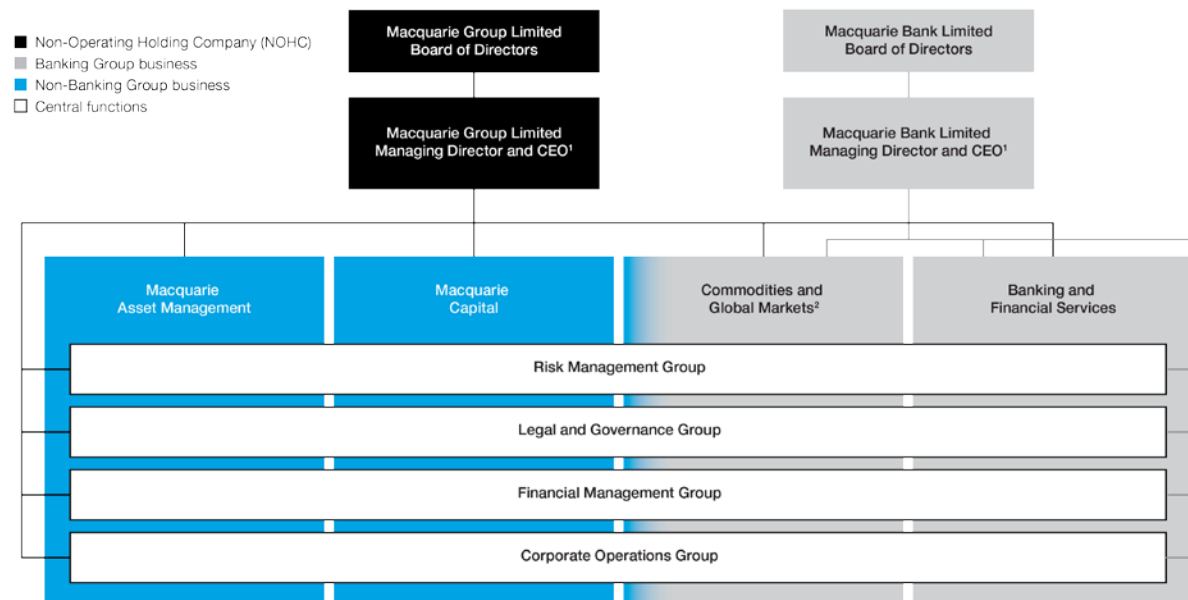 Non-Operating Holding Company (NOHC)
Banking Group business
Non-Banking Group business
Central functions
Macquarie Group Limited
Board of Directors
Macquarie Bank Limited
Board of Directors
Macquarie Group Limited
Managing Director and CEO¹
Macquarie Bank Limited
Managing Director and CEO¹
Macquarie
Asset Management
Macquarie
Capital
Commodities and
Global Markets²
Banking and
Financial Services
Risk Management Group
Legal and Governance Group
Financial Management Group
Corporate Operations Group